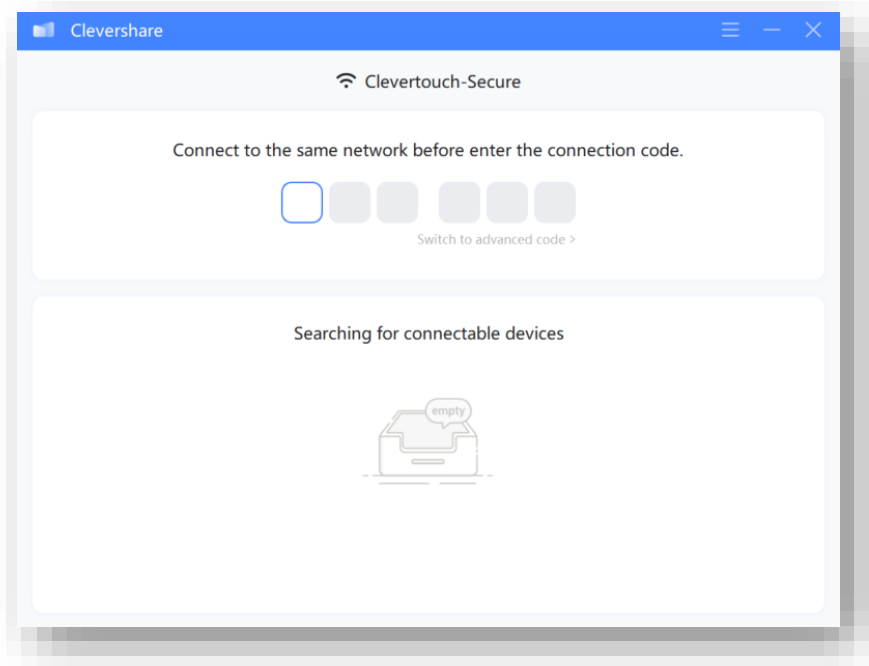 Clevershare
Clevertouch-Secure
Connect to the same network before enter the connection code.
Switch to advanced code >
Searching for connectable devices
empty